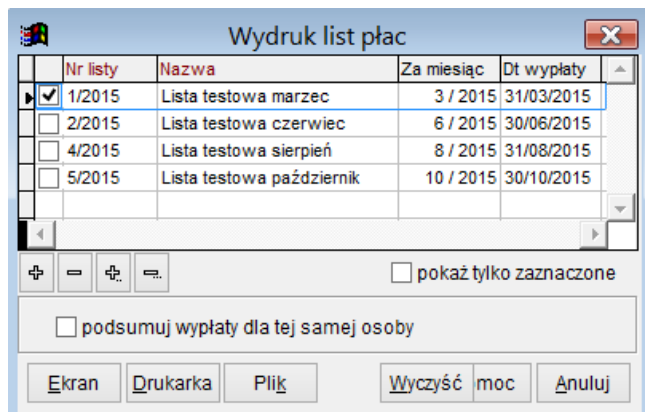 Wydruk list płac
Nr listy Nazwa Za miesiąc Dt wypłaty
1/2015 Lista testowa marzec 3 / 2015 31/03/2015
2/2015 Lista testowa czerwiec 6 / 2015 30/06/2015
4/2015 Lista testowa sierpień 8 / 2015 31/08/2015
5/2015 Lista testowa październik 10 / 2015 30/10/2015
pokaż tylko zaznaczone
podsumuj wypłaty dla tej samej osoby
Ekran Drukarka Plik Wyczyść moc Anuluj